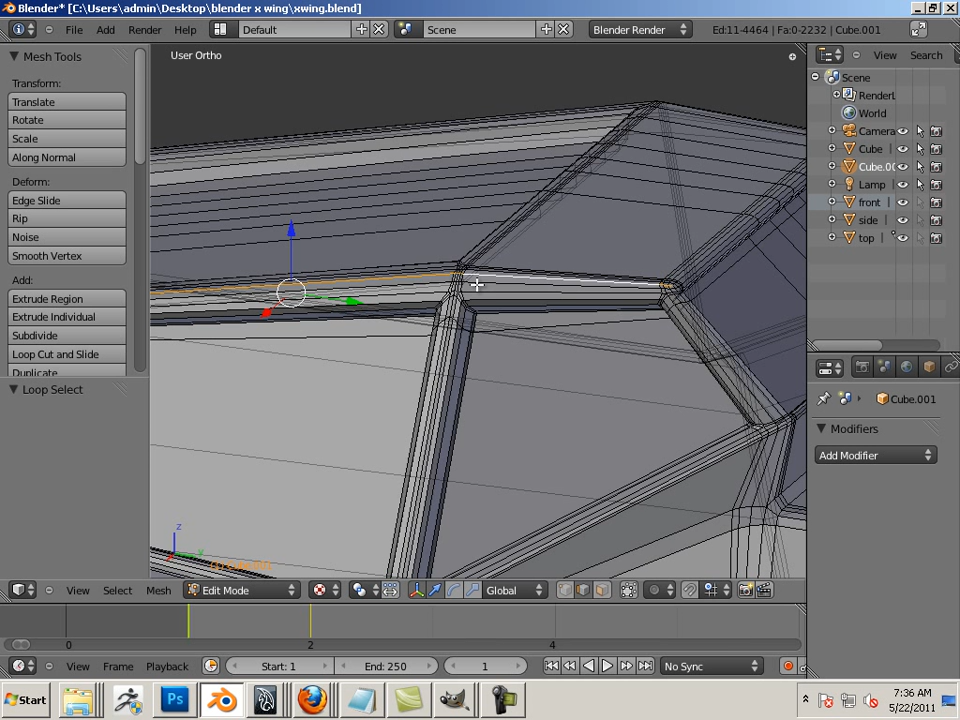 Blender* [C:\Users\admin\Desktop\blender x wing\xwing.blend]
File Add Render Help Default Scene Blender Render Ed:11-4464 | Fa:0-2232 | Cube.001
Mesh Tools
User Ortho
View Search
Transform:
Translate
Rotate
Scale
Along Normal
Deform:
Edge Slide
Rip
Noise
Smooth Vertex
Add:
Extrude Region
Extrude Individual
Subdivide
Loop Cut and Slide
Duplicate
Loop Select
Scene
RenderL
World
Camera
Cube
Cube.00
Lamp
front
side
top
Cube.001
Modifiers
Add Modifier
z
y
View Select Mesh Edit Mode Global
0 2 4
View Frame Playback Start: 1 End: 250 1 No Sync
Start Ps 7:36 AM
5/22/2011